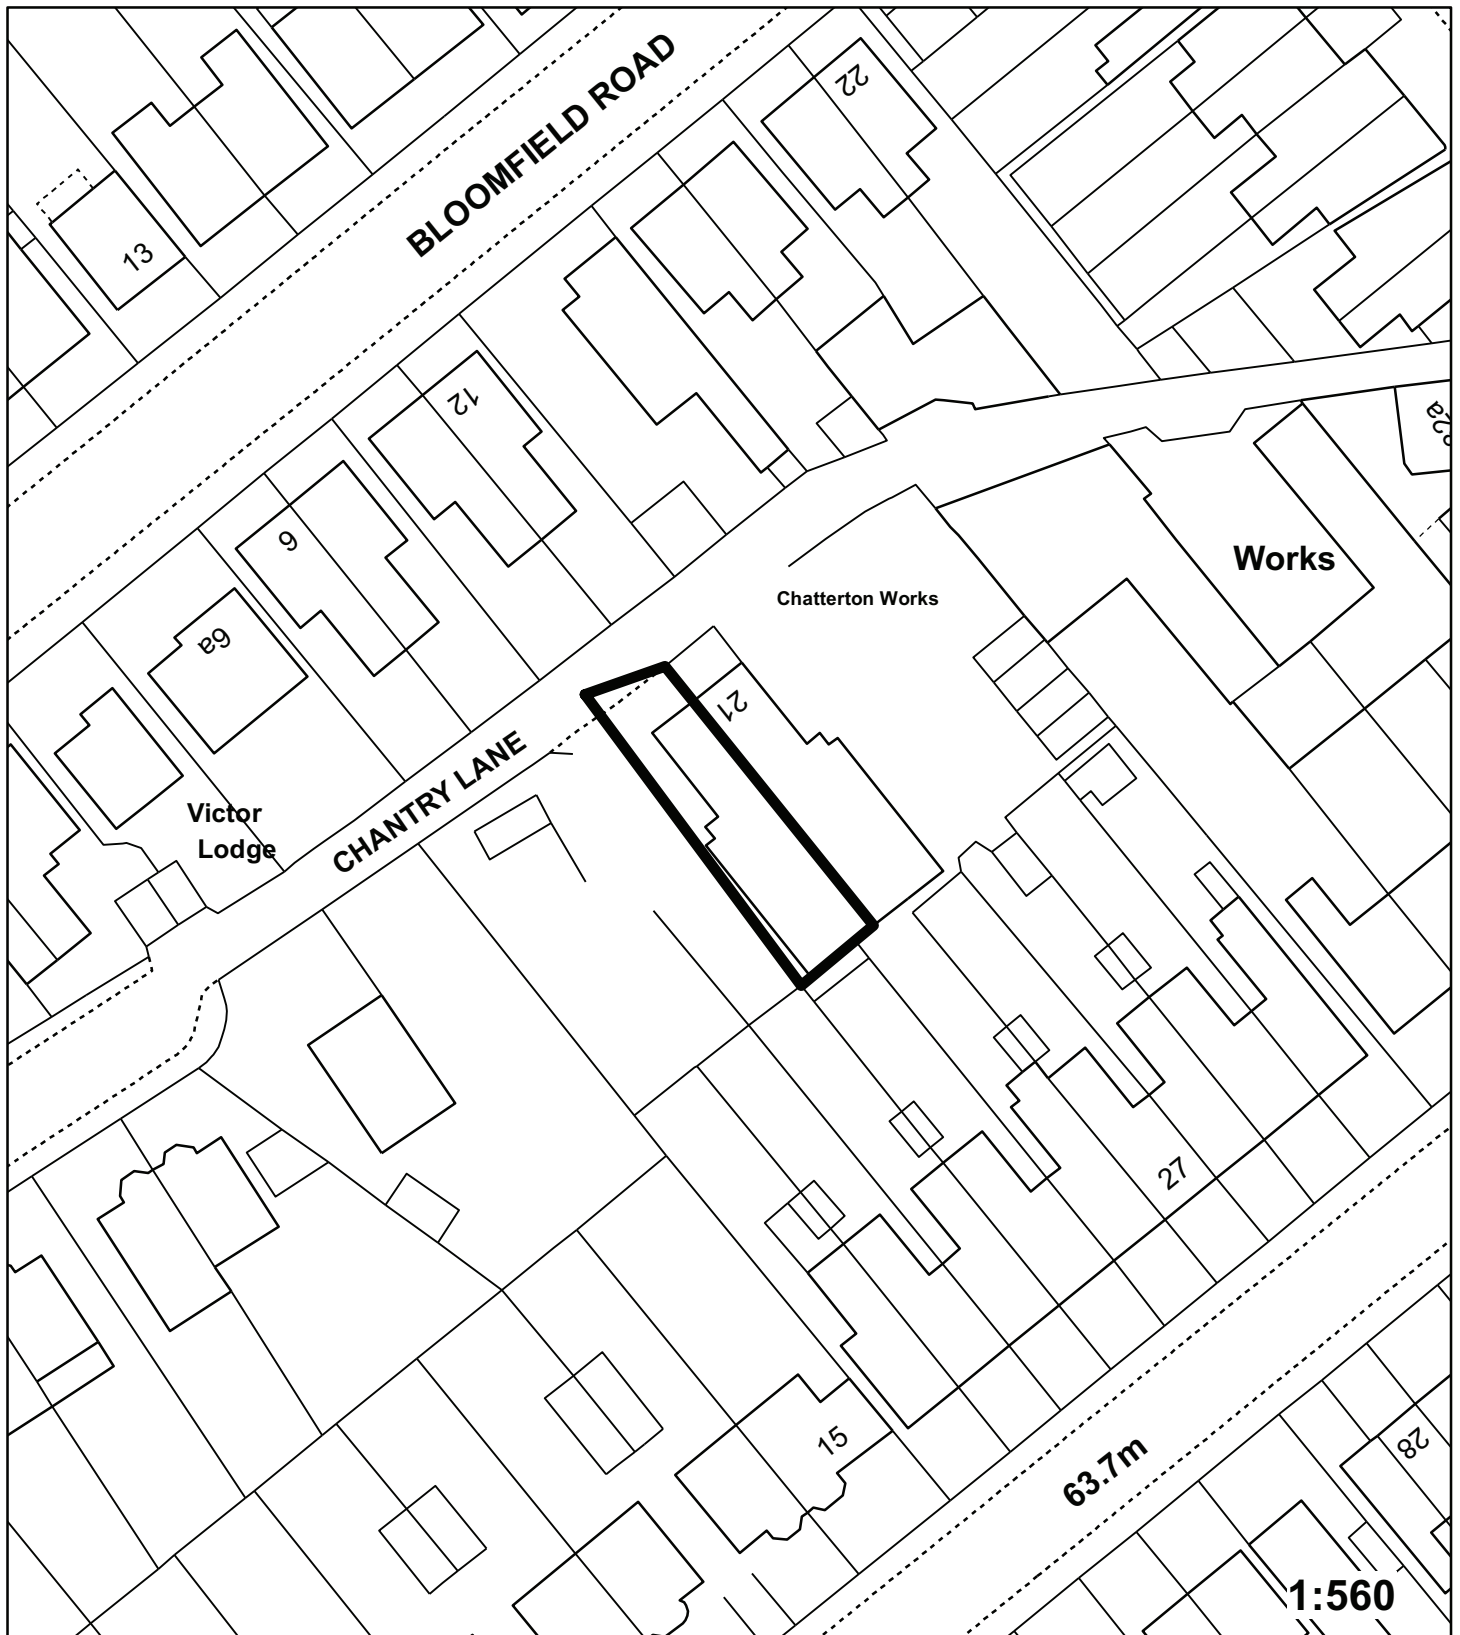 BLOOMFIELD ROAD
22
13
12
9
6a
Works
Chatterton Works
21
CHANTRY LANE
Victor
Lodge
27
15
63.7m
28
1:560